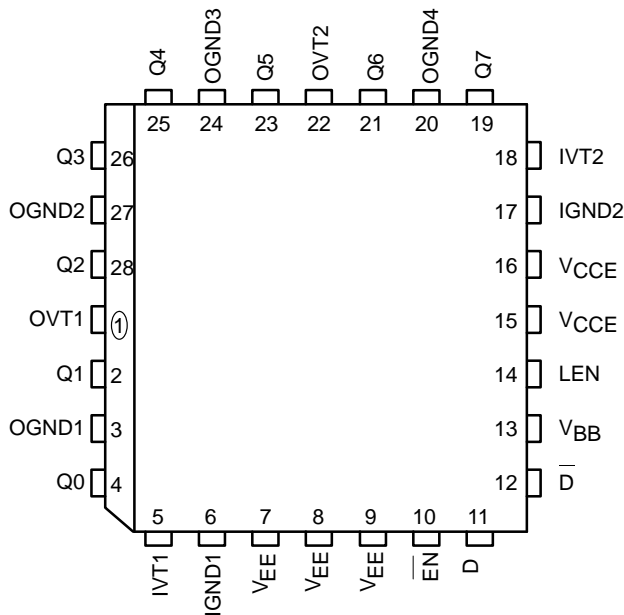 Q4 OGND3 Q5 OVT2 Q6 OGND4 Q7
25 24 23 22 21 20 19
Q3 26 18 IVT2
OGND2 27 17 IGND2
Q2 28 16 VCCE
OVT1 1 15 VCCE
Q1 2 14 LEN
OGND1 3 13 VBB
Q0 4 12 D̅
5 6 7 8 9 10 11
IVT1 IGND1 VEE VEE VEE E̅N̅ D